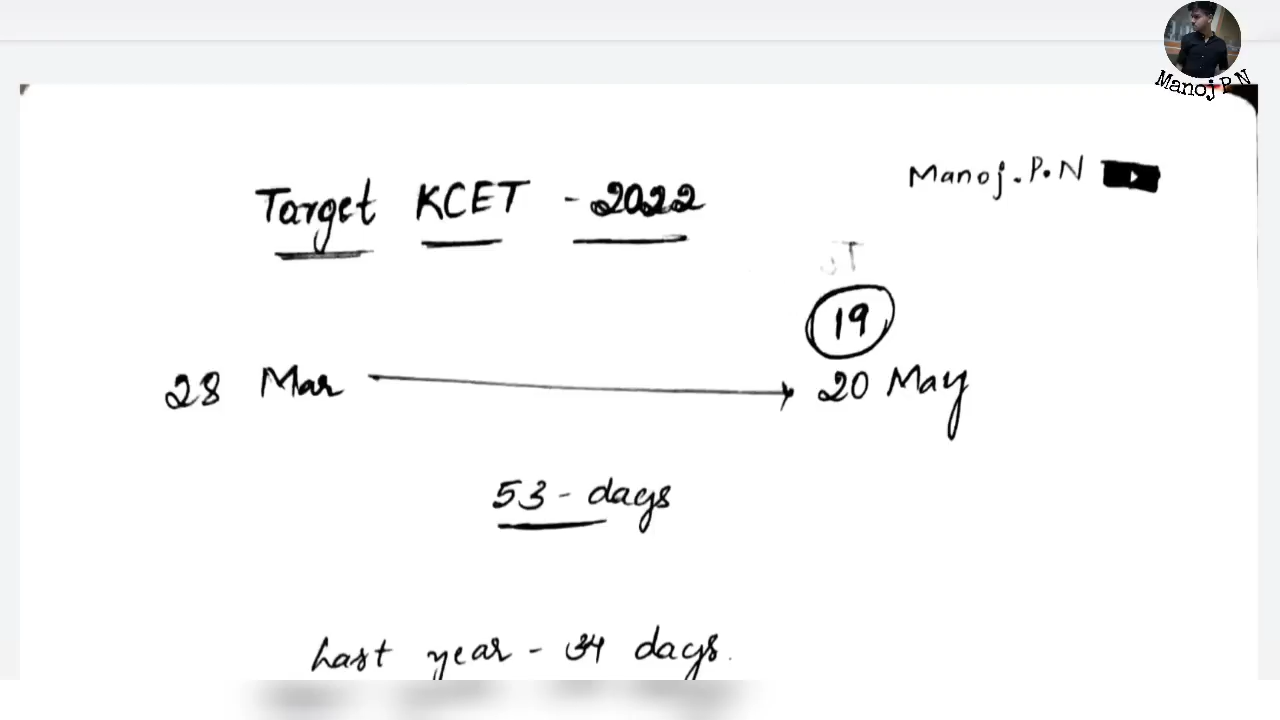 Manoj P N
Manoj.P.N
Target KCET - 2022
19
28 Mar 20 May
53 - days
Last year - 34 days.